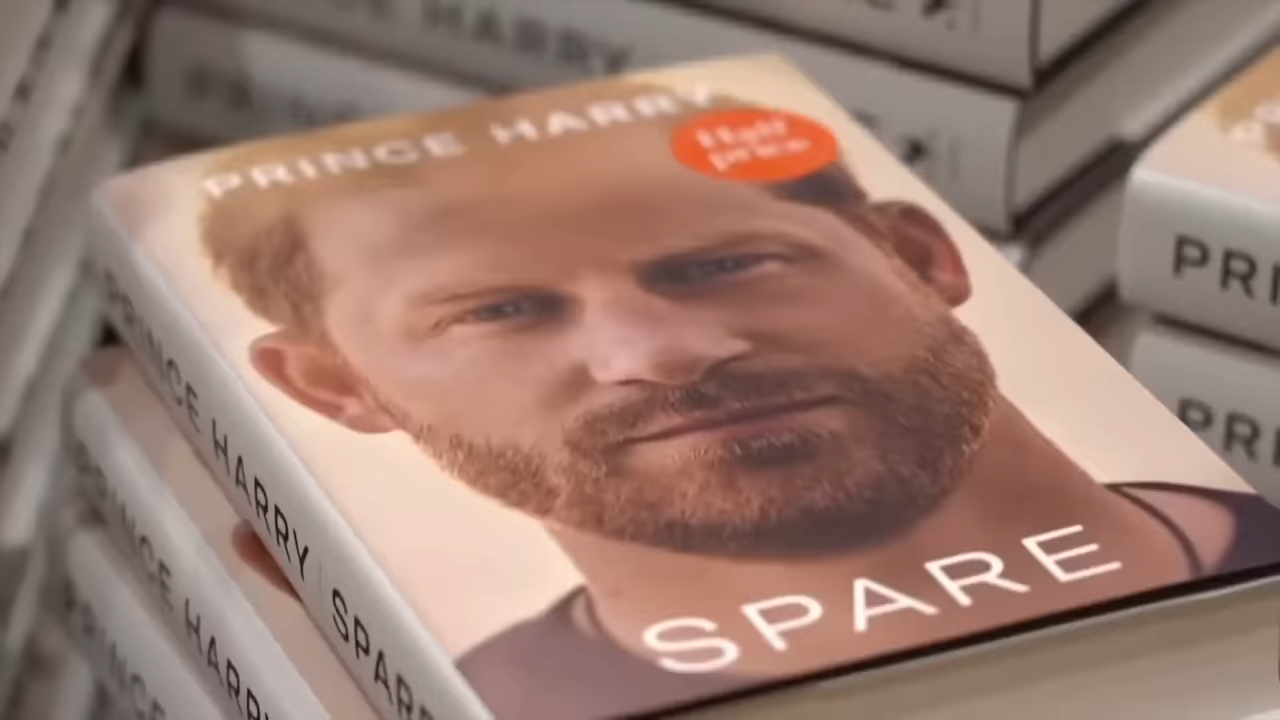 PRINCE HARRY
Half
price
SPARE
PRINCE HARRY SPARE
PRINCE HARRY
PRINCE
HARRY
PRI
PRI